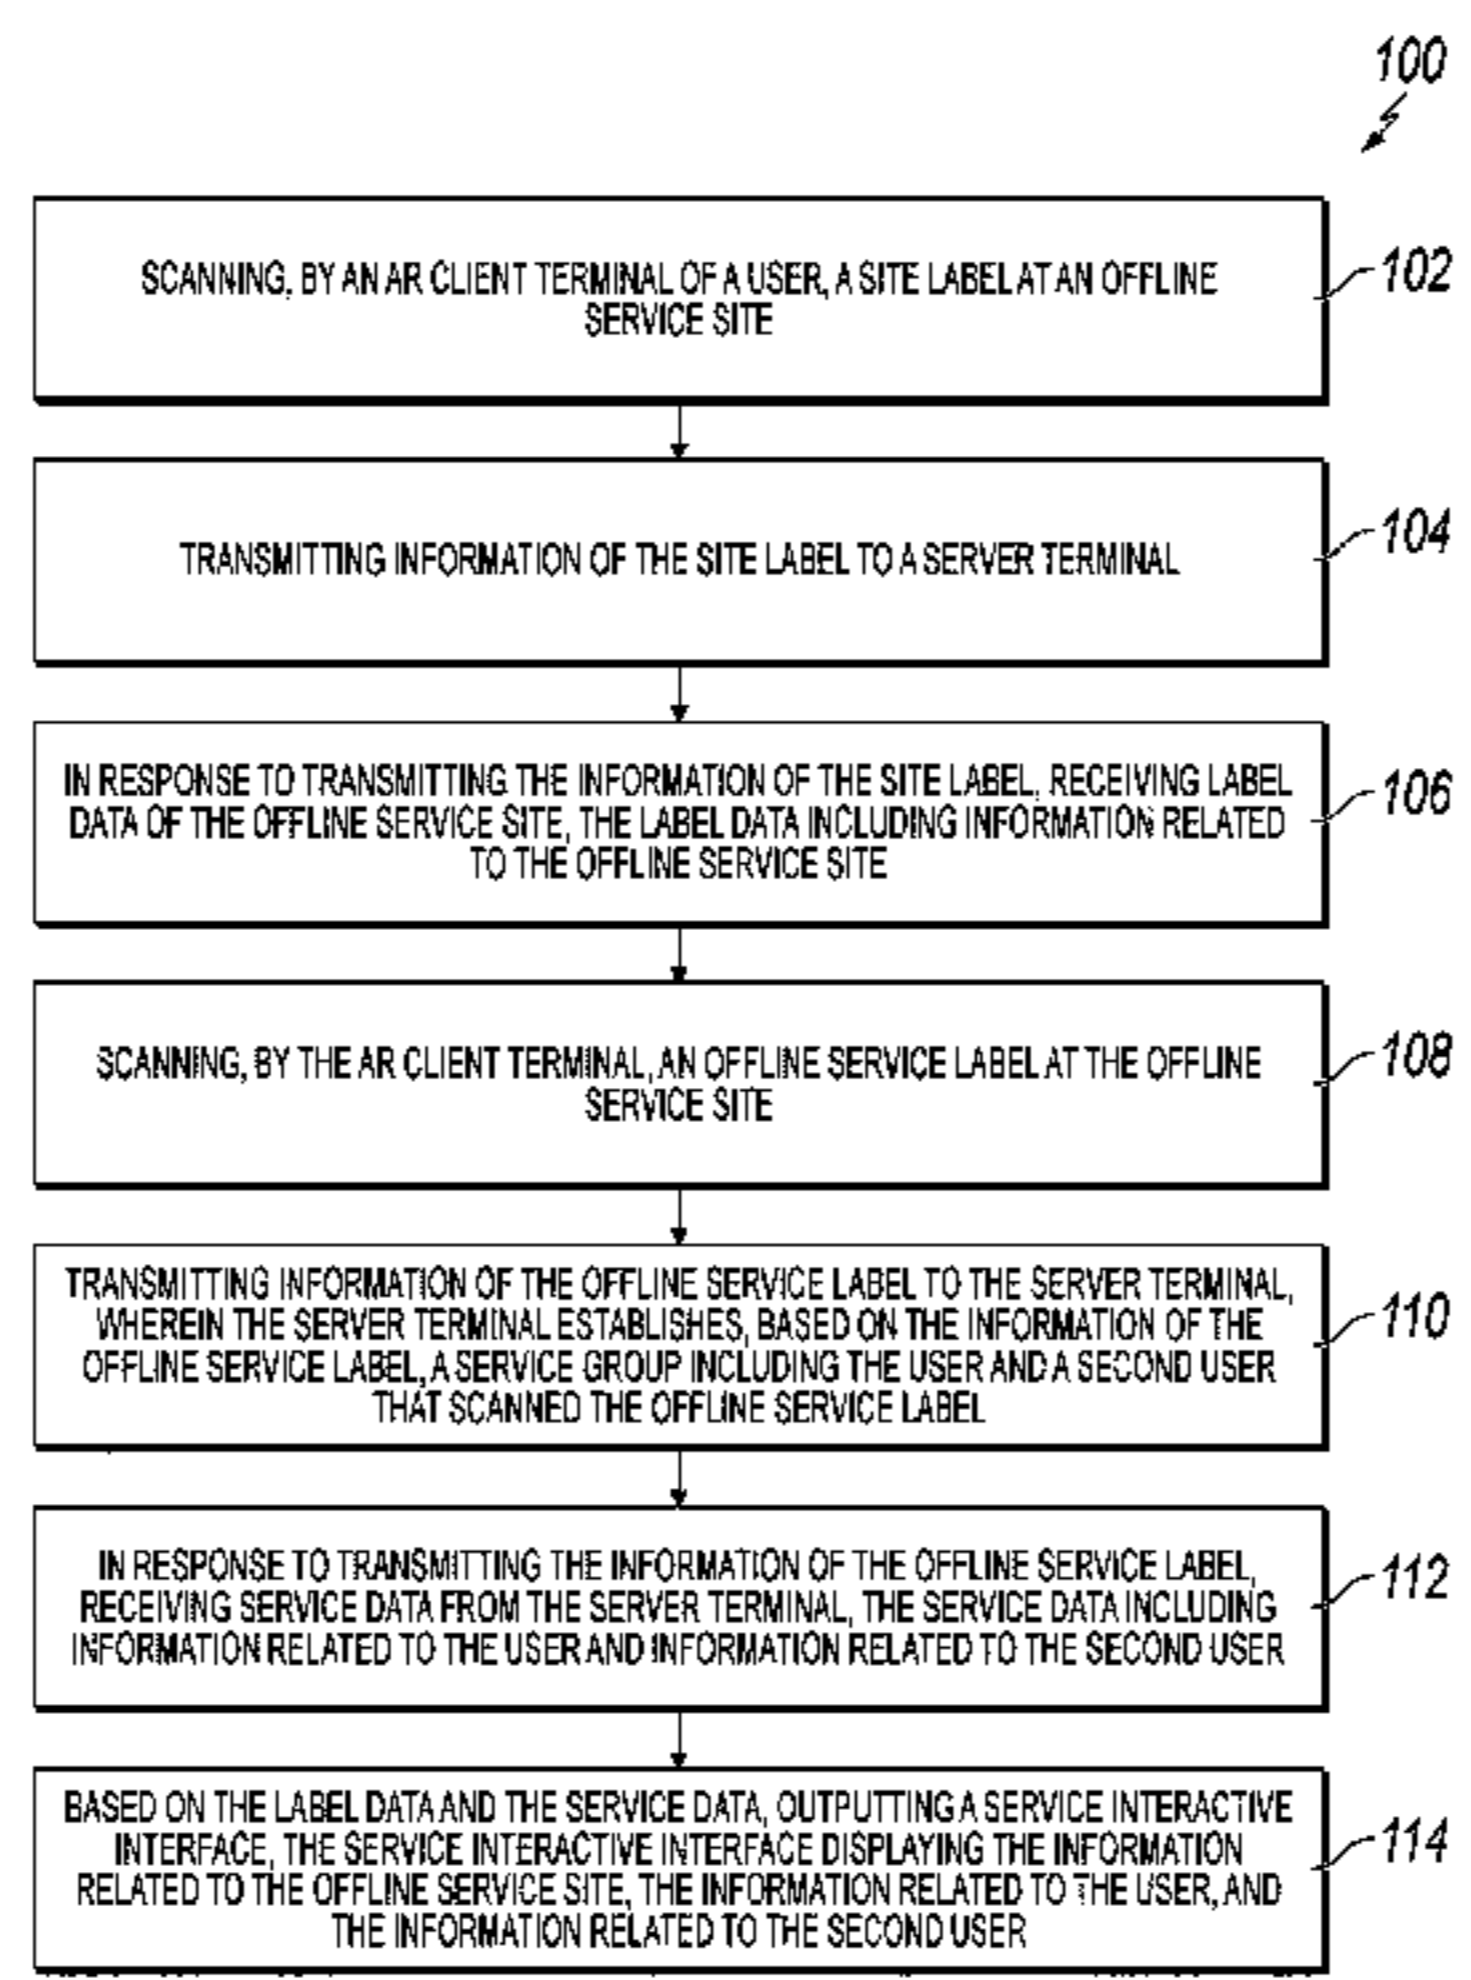 100
SCANNING, BY AN AR CLIENT TERMINAL OF A USER, A SITE LABEL AT AN OFFLINE
SERVICE SITE
102
TRANSMITTING INFORMATION OF THE SITE LABEL TO A SERVER TERMINAL
104
IN RESPONSE TO TRANSMITTING THE INFORMATION OF THE SITE LABEL, RECEIVING LABEL
DATA OF THE OFFLINE SERVICE SITE, THE LABEL DATA INCLUDING INFORMATION RELATED
TO THE OFFLINE SERVICE SITE
106
SCANNING, BY THE AR CLIENT TERMINAL, AN OFFLINE SERVICE LABEL AT THE OFFLINE
SERVICE SITE
108
TRANSMITTING INFORMATION OF THE OFFLINE SERVICE LABEL TO THE SERVER TERMINAL,
WHEREIN THE SERVER TERMINAL ESTABLISHES, BASED ON THE INFORMATION OF THE
OFFLINE SERVICE LABEL, A SERVICE GROUP INCLUDING THE USER AND A SECOND USER
THAT SCANNED THE OFFLINE SERVICE LABEL
110
IN RESPONSE TO TRANSMITTING THE INFORMATION OF THE OFFLINE SERVICE LABEL,
RECEIVING SERVICE DATA FROM THE SERVER TERMINAL, THE SERVICE DATA INCLUDING
INFORMATION RELATED TO THE USER AND INFORMATION RELATED TO THE SECOND USER
112
BASED ON THE LABEL DATA AND THE SERVICE DATA, OUTPUTTING A SERVICE INTERACTIVE
INTERFACE, THE SERVICE INTERACTIVE INTERFACE DISPLAYING THE INFORMATION
RELATED TO THE OFFLINE SERVICE SITE, THE INFORMATION RELATED TO THE USER, AND
THE INFORMATION RELATED TO THE SECOND USER
114